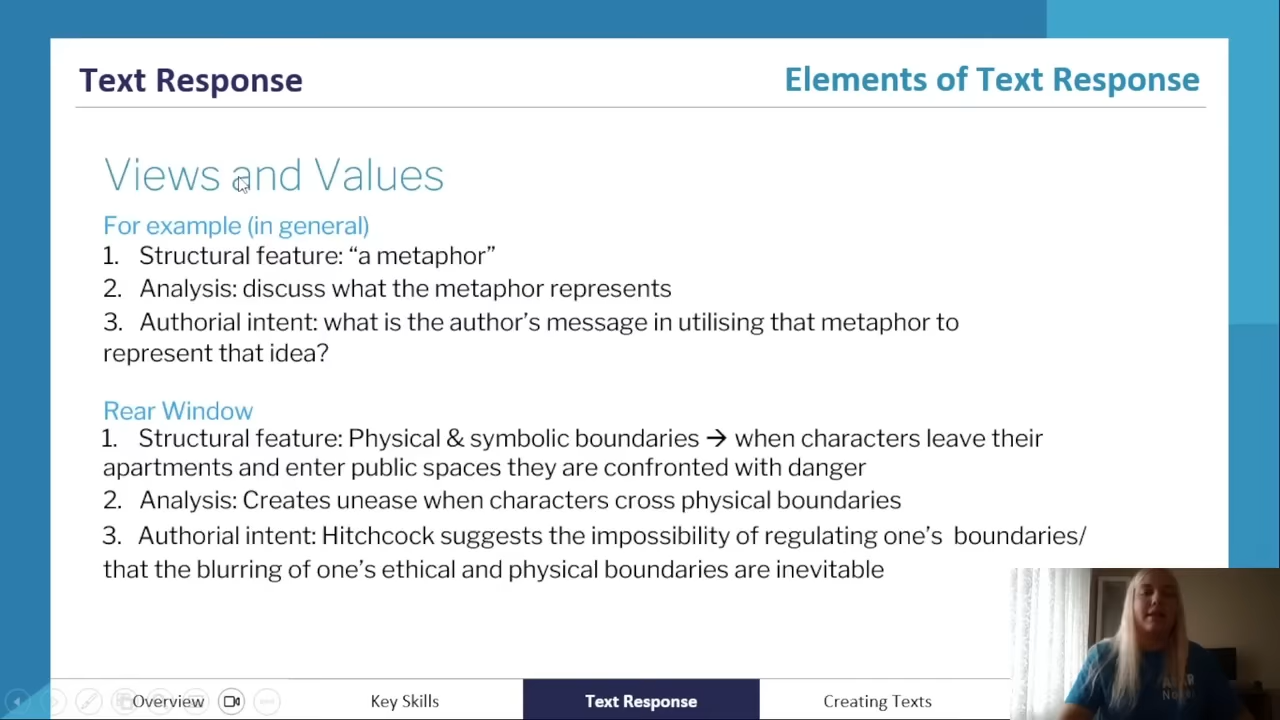 Text Response
Elements of Text Response
Views and Values
For example (in general)
1. Structural feature: “a metaphor”
2. Analysis: discuss what the metaphor represents
3. Authorial intent: what is the author’s message in utilising that metaphor to
represent that idea?
Rear Window
1. Structural feature: Physical & symbolic boundaries → when characters leave their
apartments and enter public spaces they are confronted with danger
2. Analysis: Creates unease when characters cross physical boundaries
3. Authorial intent: Hitchcock suggests the impossibility of regulating one’s boundaries/
that the blurring of one’s ethical and physical boundaries are inevitable
Overview
Key Skills
Text Response
Creating Texts